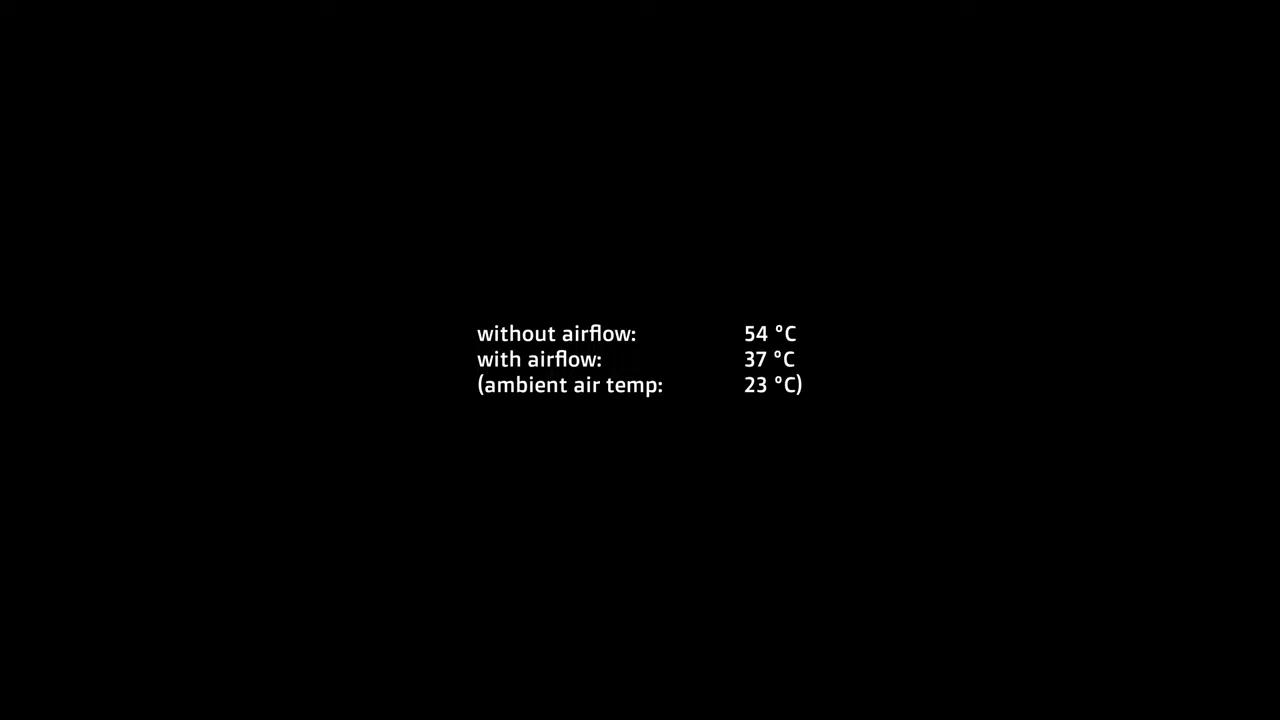 without airflow: 54 °C
with airflow: 37 °C
(ambient air temp: 23 °C)